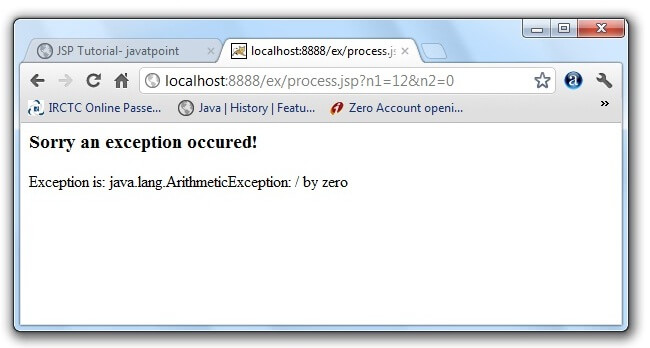 JSP Tutorial- javatpoint
localhost:8888/ex/process.js
localhost:8888/ex/process.jsp?n1=12&n2=0
IRCTC Online Passe...
Java | History | Featu...
Zero Account openi...
»
Sorry an exception occured!
Exception is: java.lang.ArithmeticException: / by zero